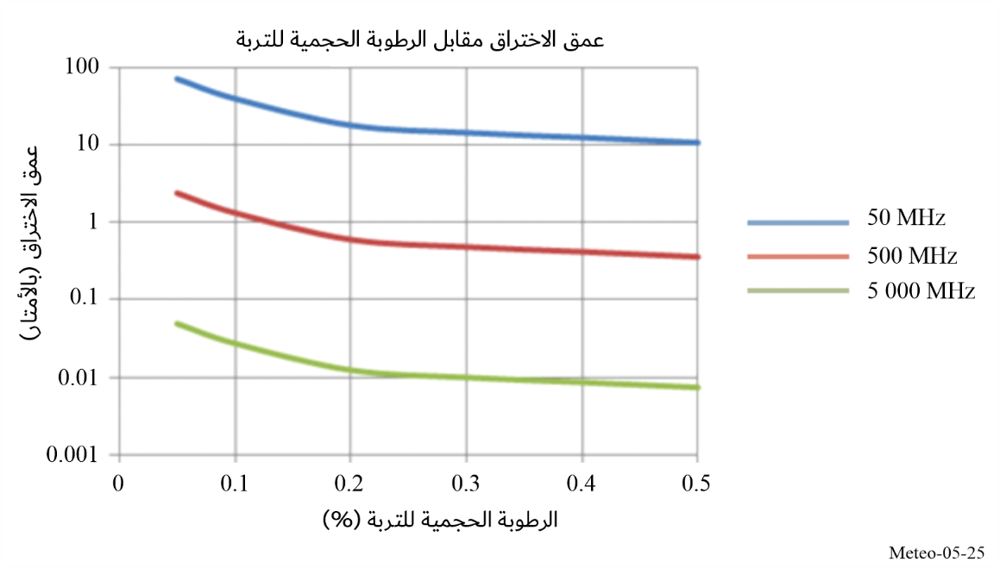 عمق الاختراق مقابل الرطوبة الحجمية للتربة
عمق الاختراق (بالأمتار)
100
10
1
0.1
0.01
0.001
0 0.1 0.2 0.3 0.4 0.5
الرطوبة الحجمية للتربة (%)
50 MHz
500 MHz
5 000 MHz
Meteo-05-25